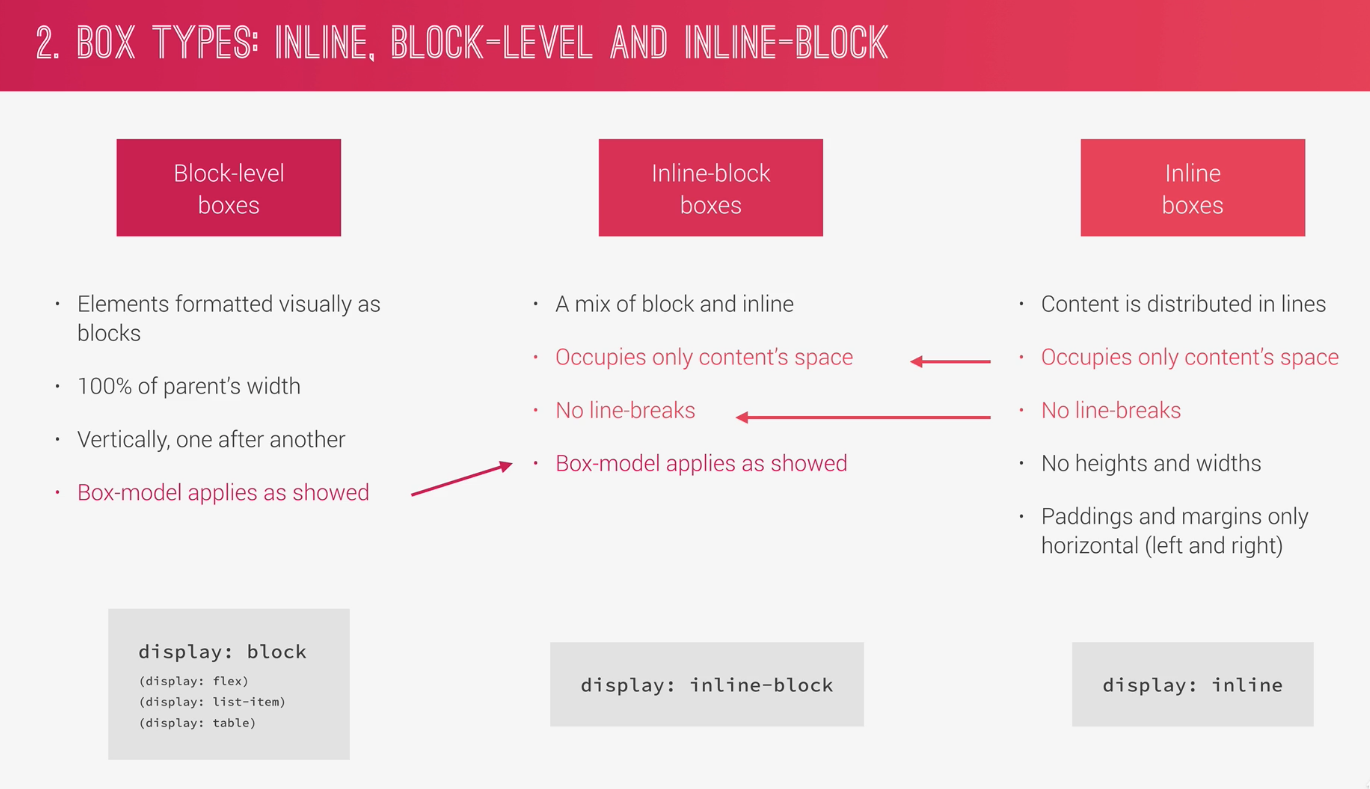 2. BOX TYPES: INLINE, BLOCK-LEVEL AND INLINE-BLOCK
Block-level
boxes
• Elements formatted visually as
blocks
• 100% of parent's width
• Vertically, one after another
• Box-model applies as showed
display: block
(display: flex)
(display: list-item)
(display: table)
Inline-block
boxes
• A mix of block and inline
• Occupies only content's space
• No line-breaks
• Box-model applies as showed
display: inline-block
Inline
boxes
• Content is distributed in lines
• Occupies only content's space
• No line-breaks
• No heights and widths
• Paddings and margins only
horizontal (left and right)
display: inline